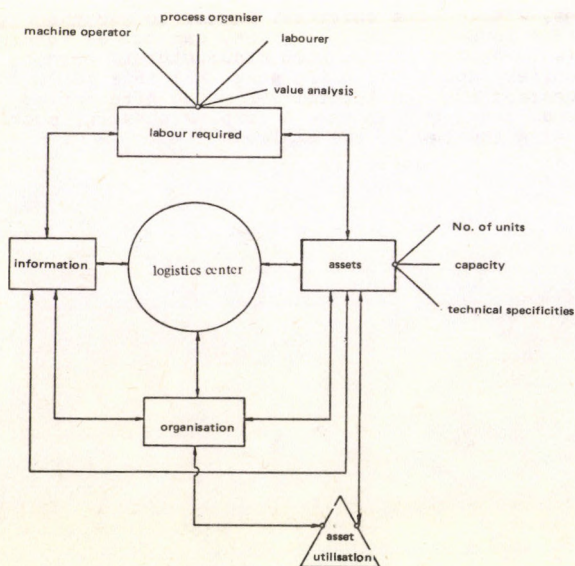 process organiser
machine operator
labourer
value analysis
labour required
No. of units
information
logistics center
assets
capacity
technical specificities
organisation
asset
utilisation